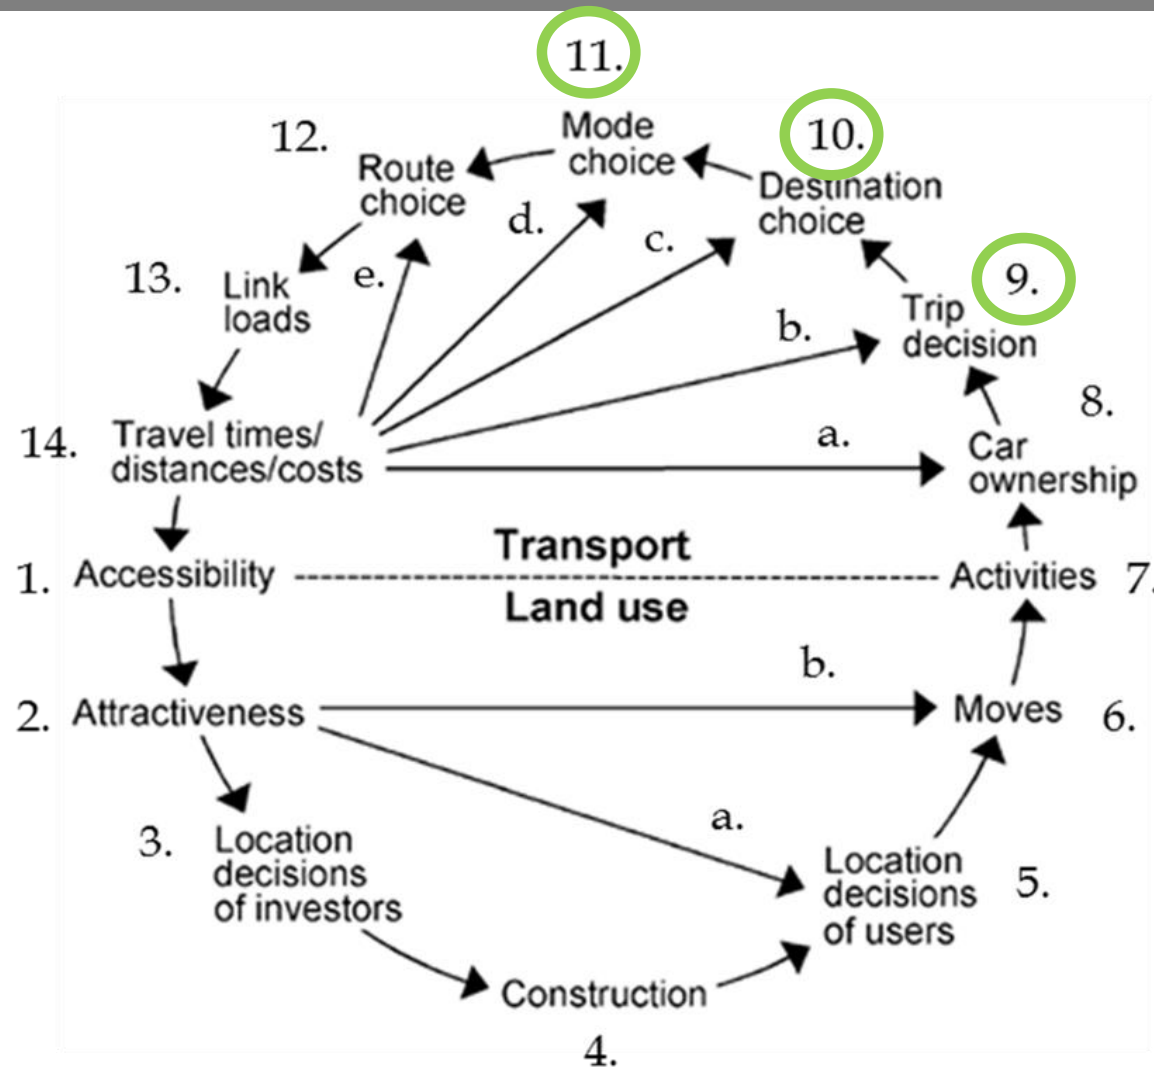 11.
Mode
choice
10.
Destination
choice
12.
Route
choice
d.
c.
9.
Trip
decision
13.
Link
loads
e.
b.
8.
Car
ownership
14.
Travel times/
distances/costs
a.
Transport
1.
Accessibility
Activities
7.
Land use
b.
2.
Attractiveness
Moves
6.
a.
3.
Location
decisions
of investors
Location
decisions
of users
5.
Construction
4.